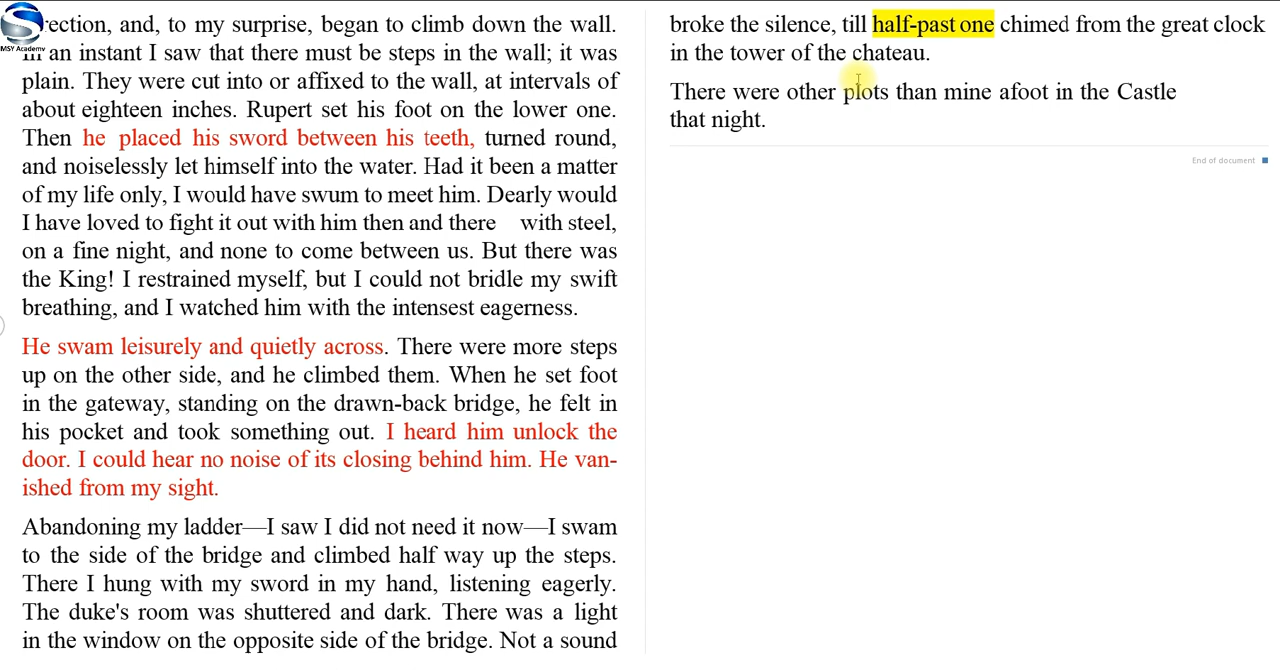 MSY Academy
rection, and, to my surprise, began to climb down the wall.
In an instant I saw that there must be steps in the wall; it was
plain. They were cut into or affixed to the wall, at intervals of
about eighteen inches. Rupert set his foot on the lower one.
Then he placed his sword between his teeth, turned round,
and noiselessly let himself into the water. Had it been a matter
of my life only, I would have swum to meet him. Dearly would
I have loved to fight it out with him then and there with steel,
on a fine night, and none to come between us. But there was
the King! I restrained myself, but I could not bridle my swift
breathing, and I watched him with the intensest eagerness.
He swam leisurely and quietly across. There were more steps
up on the other side, and he climbed them. When he set foot
in the gateway, standing on the drawn-back bridge, he felt in
his pocket and took something out. I heard him unlock the
door. I could hear no noise of its closing behind him. He van-
ished from my sight.
Abandoning my ladder—I saw I did not need it now—I swam
to the side of the bridge and climbed half way up the steps.
There I hung with my sword in my hand, listening eagerly.
The duke's room was shuttered and dark. There was a light
in the window on the opposite side of the bridge. Not a sound
broke the silence, till half-past one chimed from the great clock
in the tower of the chateau.
There were other plots than mine afoot in the Castle
that night.
End of document